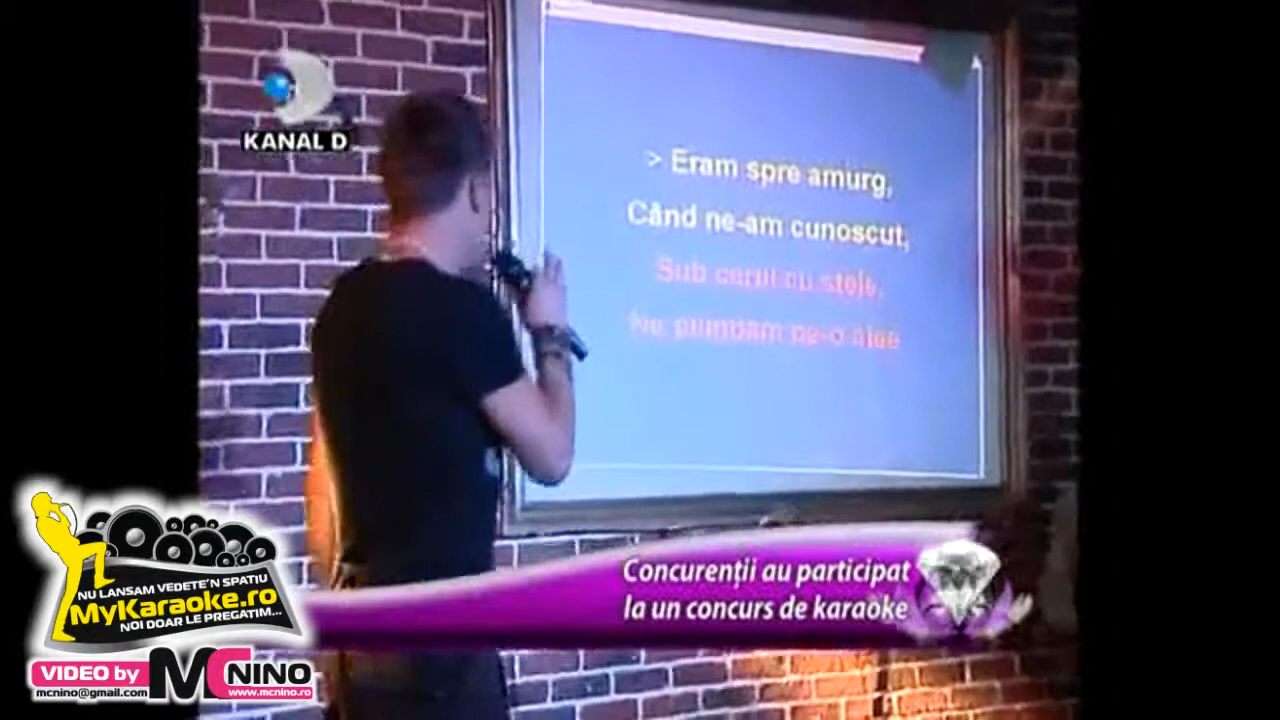 KANAL D
> Eram spre amurg,
Când ne-am cunoscut,
Sub cerul cu stele,
pe-o alee
Concurenții au participat
la un concurs de karaoke
NU LANSAM VEDETE'N SPATIU
MyKaraoke.ro
NOI DOAR LE PREGATIM...
VIDEO by MCNINO
mcnino@gmail.com
www.mcnino.ro